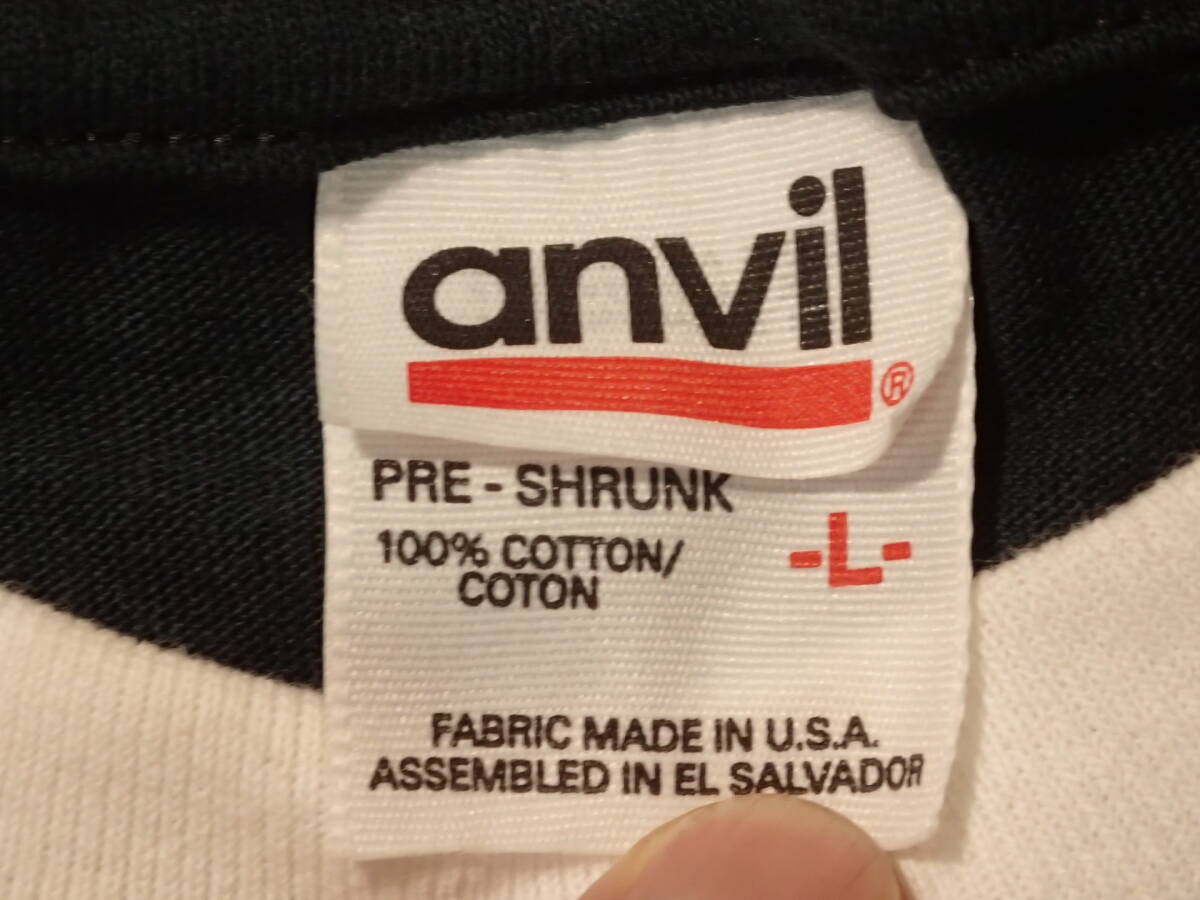 anvil
®
PRE - SHRUNK
100% COTTON/
COTON
-L-
FABRIC MADE IN U.S.A.
ASSEMBLED IN EL SALVADOR